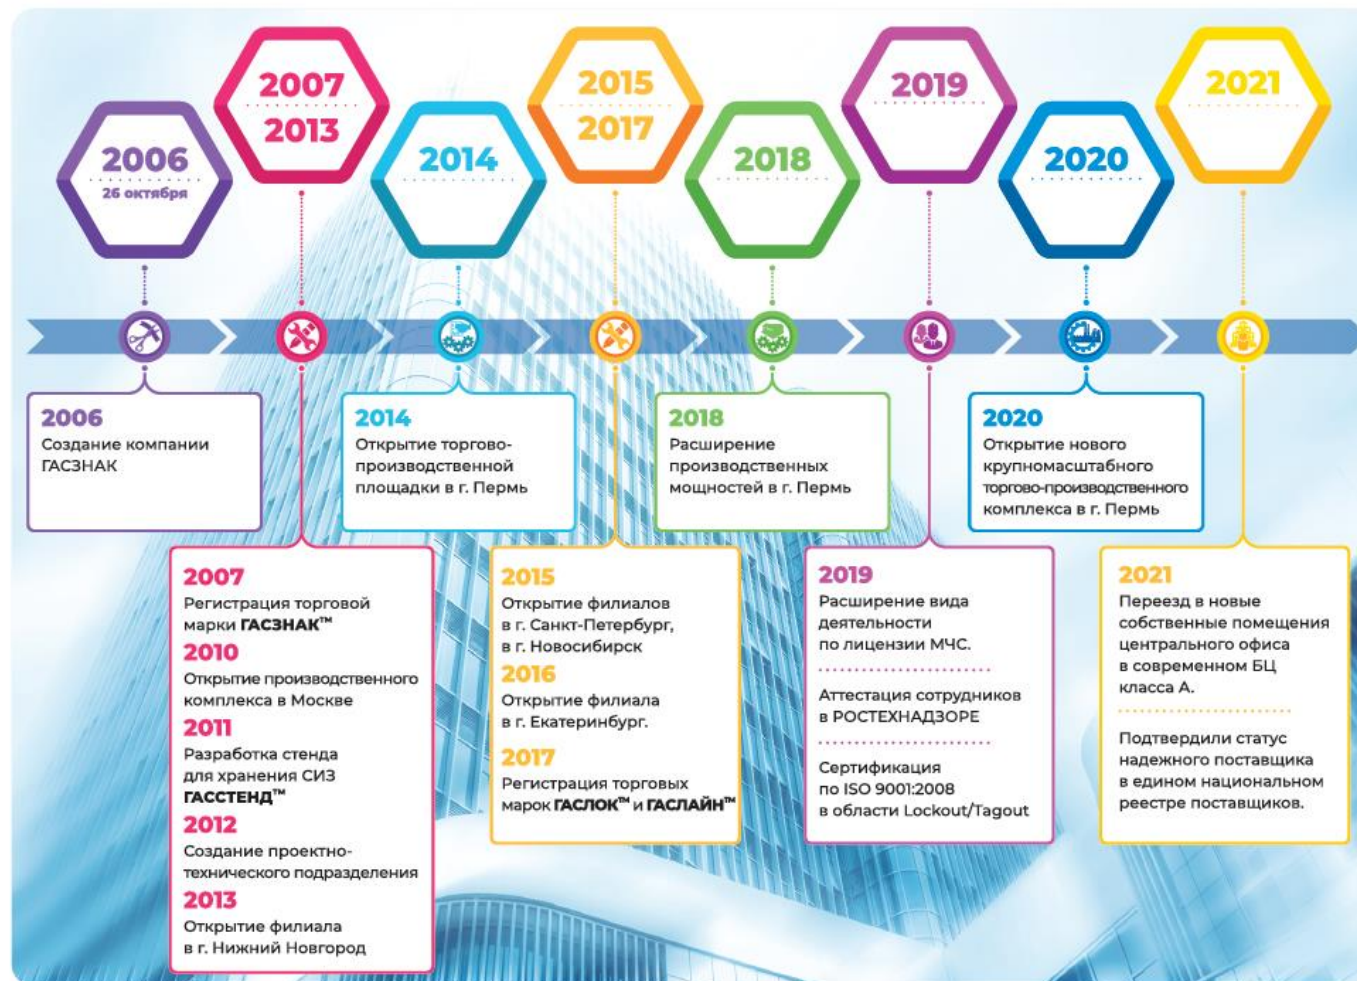 2006
26 октября
2007
2013
2014
2015
2017
2018
2019
2020
2021
2006
Создание компании
ГАСЗНАК
2007
Регистрация торговой
марки ГАСЗНАК™
2010
Открытие производственного
комплекса в Москве
2011
Разработка стенда
для хранения СИЗ
ГАССТЕНД™
2012
Создание проектно-
технического подразделения
2013
Открытие филиала
в г. Нижний Новгород
2014
Открытие торгово-
производственной
площадки в г. Пермь
2015
Открытие филиалов
в г. Санкт-Петербург,
в г. Новосибирск
2016
Открытие филиала
в г. Екатеринбург.
2017
Регистрация торговых
марок ГАСЛОК™ и ГАСЛАЙН™
2018
Расширение
производственных
мощностей в г. Пермь
2019
Расширение вида
деятельности
по лицензии МЧС.
Аттестация сотрудников
в РОСТЕХНАДЗОРЕ
Сертификация
по ISO 9001:2008
в области Lockout/Tagout
2020
Открытие нового
крупномасштабного
торгово-производственного
комплекса в г. Пермь
2021
Переезд в новые
собственные помещения
центрального офиса
в современном БЦ
класса А.
Подтвердили статус
надежного поставщика
в едином национальном
реестре поставщиков.